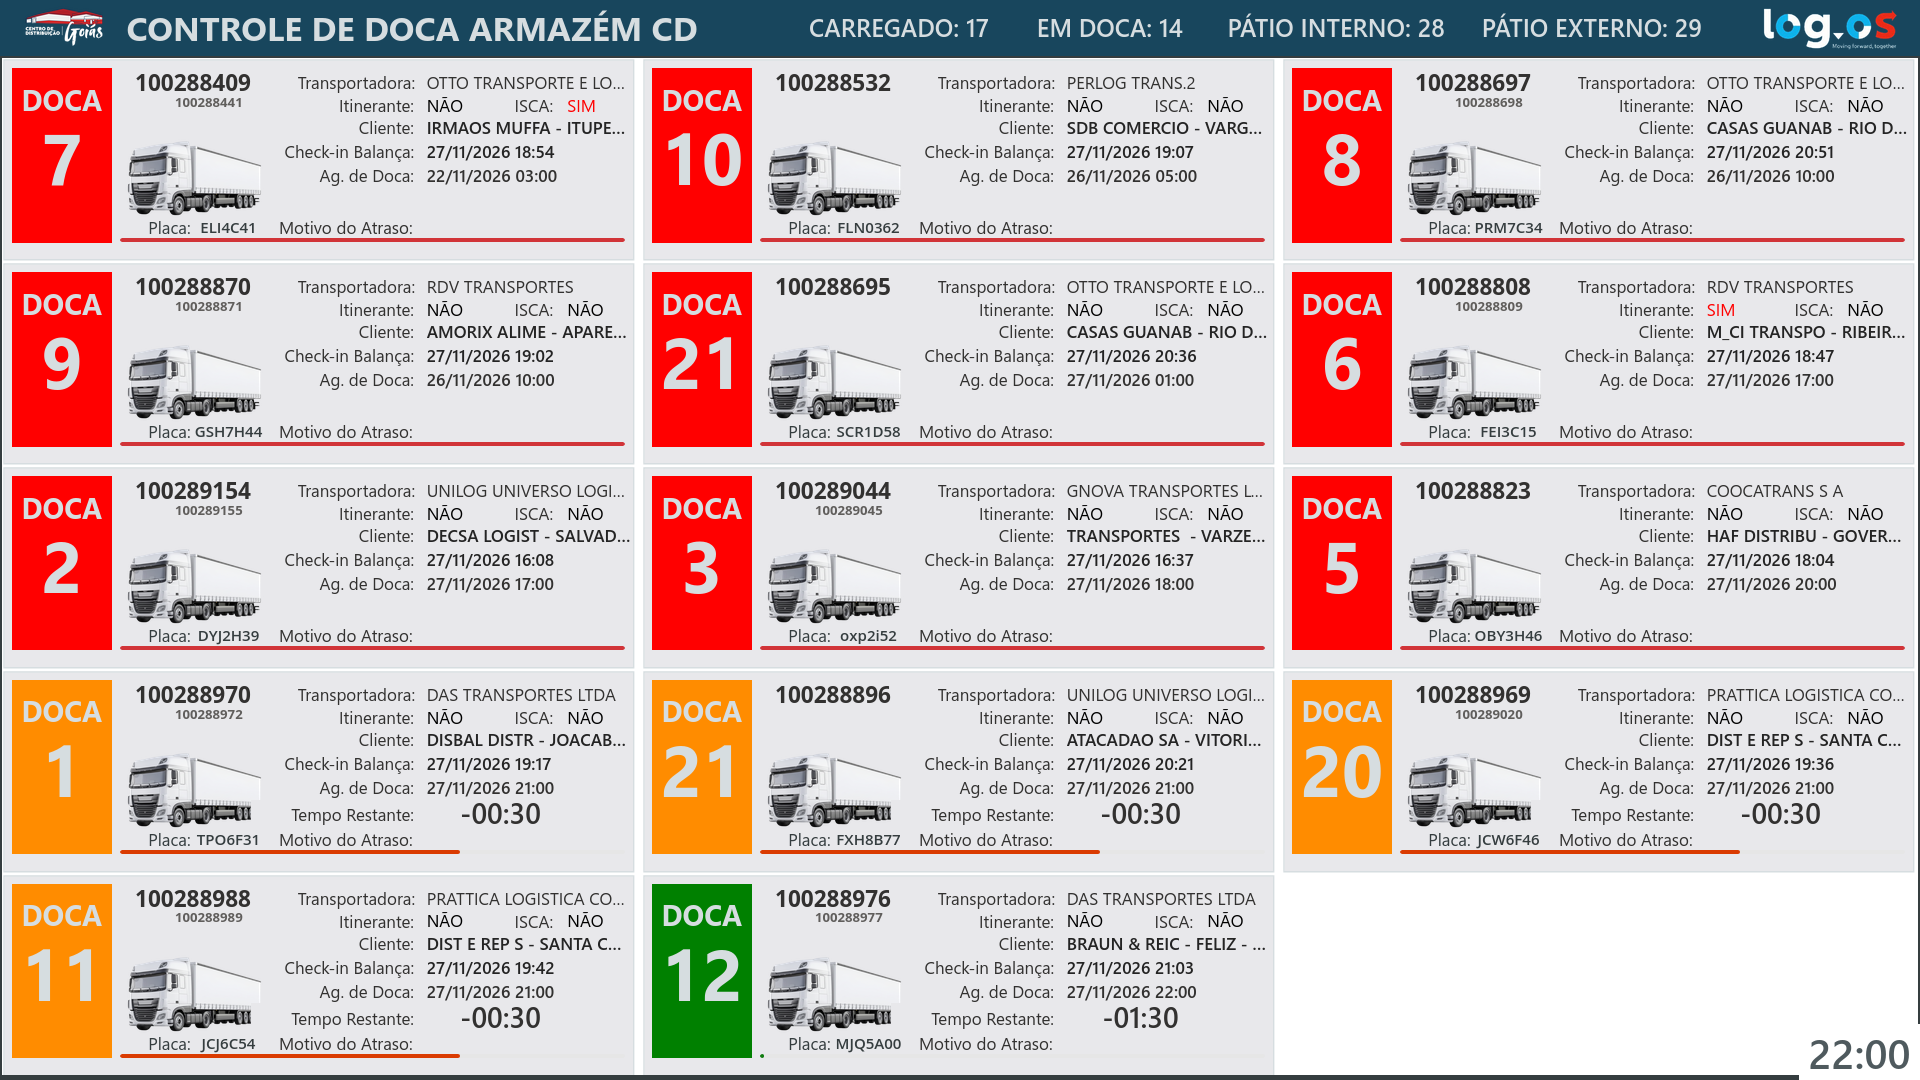 CENTRO DE DISTRIBUIÇÃO Goiás
CONTROLE DE DOCA ARMAZÉM CD
CARREGADO: 17
EM DOCA: 14
PÁTIO INTERNO: 28
PÁTIO EXTERNO: 29
log.os
Moving forward, together
DOCA
7
100288409
100288441
Transportadora: OTTO TRANSPORTE E LO...
Itinerante: NÃO ISCA: SIM
Cliente: IRMAOS MUFFA - ITUPE...
Check-in Balança: 27/11/2026 18:54
Ag. de Doca: 22/11/2026 03:00
Placa: ELI4C41 Motivo do Atraso:
DOCA
10
100288532
Transportadora: PERLOG TRANS.2
Itinerante: NÃO ISCA: NÃO
Cliente: SDB COMERCIO - VARG...
Check-in Balança: 27/11/2026 19:07
Ag. de Doca: 26/11/2026 05:00
Placa: FLN0362 Motivo do Atraso:
DOCA
8
100288697
100288698
Transportadora: OTTO TRANSPORTE E LO...
Itinerante: NÃO ISCA: NÃO
Cliente: CASAS GUANAB - RIO D...
Check-in Balança: 27/11/2026 20:51
Ag. de Doca: 26/11/2026 10:00
Placa: PRM7C34 Motivo do Atraso:
DOCA
9
100288870
100288871
Transportadora: RDV TRANSPORTES
Itinerante: NÃO ISCA: NÃO
Cliente: AMORIX ALIME - APARE...
Check-in Balança: 27/11/2026 19:02
Ag. de Doca: 26/11/2026 10:00
Placa: GSH7H44 Motivo do Atraso:
DOCA
21
100288695
Transportadora: OTTO TRANSPORTE E LO...
Itinerante: NÃO ISCA: NÃO
Cliente: CASAS GUANAB - RIO D...
Check-in Balança: 27/11/2026 20:36
Ag. de Doca: 27/11/2026 01:00
Placa: SCR1D58 Motivo do Atraso:
DOCA
6
100288808
100288809
Transportadora: RDV TRANSPORTES
Itinerante: SIM ISCA: NÃO
Cliente: M_CI TRANSPO - RIBEIR...
Check-in Balança: 27/11/2026 18:47
Ag. de Doca: 27/11/2026 17:00
Placa: FEI3C15 Motivo do Atraso:
DOCA
2
100289154
100289155
Transportadora: UNILOG UNIVERSO LOGI...
Itinerante: NÃO ISCA: NÃO
Cliente: DECSA LOGIST - SALVAD...
Check-in Balança: 27/11/2026 16:08
Ag. de Doca: 27/11/2026 17:00
Placa: DYJ2H39 Motivo do Atraso:
DOCA
3
100289044
100289045
Transportadora: GNOVA TRANSPORTES L...
Itinerante: NÃO ISCA: NÃO
Cliente: TRANSPORTES - VARZE...
Check-in Balança: 27/11/2026 16:37
Ag. de Doca: 27/11/2026 18:00
Placa: oxp2i52 Motivo do Atraso:
DOCA
5
100288823
Transportadora: COOCATRANS S A
Itinerante: NÃO ISCA: NÃO
Cliente: HAF DISTRIBU - GOVER...
Check-in Balança: 27/11/2026 18:04
Ag. de Doca: 27/11/2026 20:00
Placa: OBY3H46 Motivo do Atraso:
DOCA
1
100288970
100288972
Transportadora: DAS TRANSPORTES LTDA
Itinerante: NÃO ISCA: NÃO
Cliente: DISBAL DISTR - JOACAB...
Check-in Balança: 27/11/2026 19:17
Ag. de Doca: 27/11/2026 21:00
Tempo Restante: -00:30
Placa: TPO6F31 Motivo do Atraso:
DOCA
21
100288896
Transportadora: UNILOG UNIVERSO LOGI...
Itinerante: NÃO ISCA: NÃO
Cliente: ATACADAO SA - VITORI...
Check-in Balança: 27/11/2026 20:21
Ag. de Doca: 27/11/2026 21:00
Tempo Restante: -00:30
Placa: FXH8B77 Motivo do Atraso:
DOCA
20
100288969
100289020
Transportadora: PRATTICA LOGISTICA CO...
Itinerante: NÃO ISCA: NÃO
Cliente: DIST E REP S - SANTA C...
Check-in Balança: 27/11/2026 19:36
Ag. de Doca: 27/11/2026 21:00
Tempo Restante: -00:30
Placa: JCW6F46 Motivo do Atraso:
DOCA
11
100288988
100288989
Transportadora: PRATTICA LOGISTICA CO...
Itinerante: NÃO ISCA: NÃO
Cliente: DIST E REP S - SANTA C...
Check-in Balança: 27/11/2026 19:42
Ag. de Doca: 27/11/2026 21:00
Tempo Restante: -00:30
Placa: JCJ6C54 Motivo do Atraso:
DOCA
12
100288976
100288977
Transportadora: DAS TRANSPORTES LTDA
Itinerante: NÃO ISCA: NÃO
Cliente: BRAUN & REIC - FELIZ - ...
Check-in Balança: 27/11/2026 21:03
Ag. de Doca: 27/11/2026 22:00
Tempo Restante: -01:30
Placa: MJQ5A00 Motivo do Atraso:
22:00